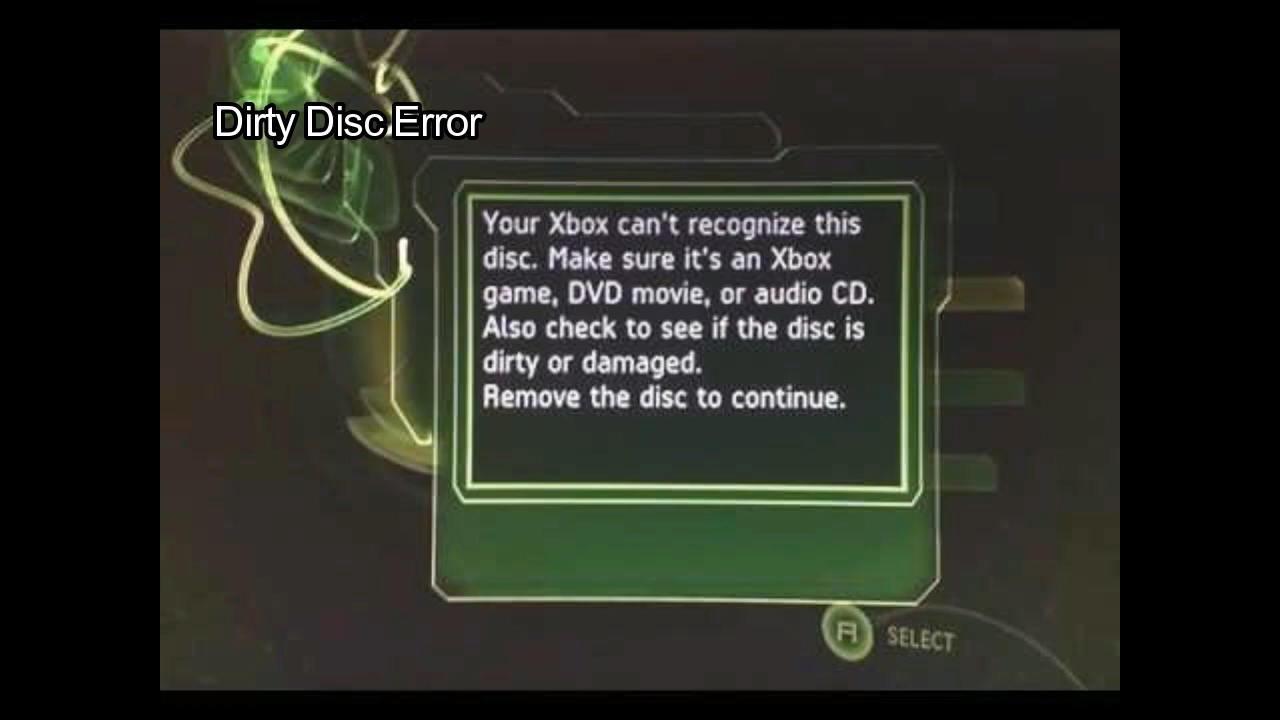 Dirty Disc Error
Your Xbox can't recognize this
disc. Make sure it's an Xbox
game, DVD movie, or audio CD.
Also check to see if the disc is
dirty or damaged.
Remove the disc to continue.
A SELECT